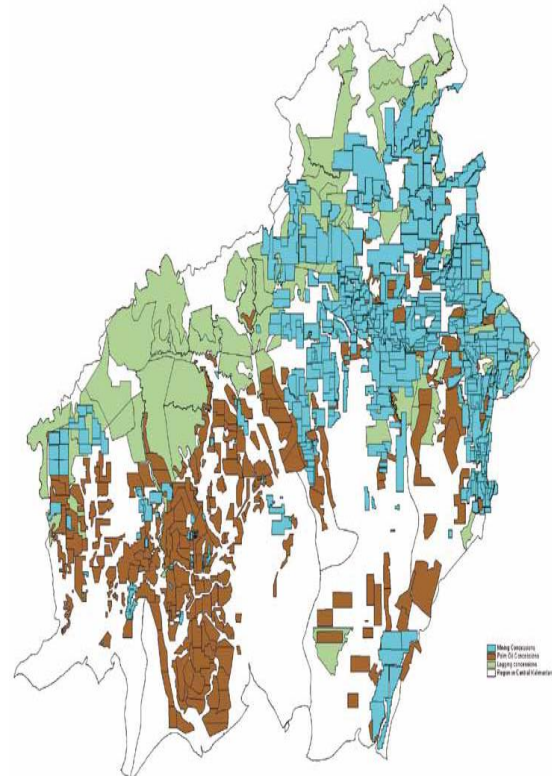 Mining Concessions
Palm Oil Concessions
Logging concessions
Region of Central Kalimantan